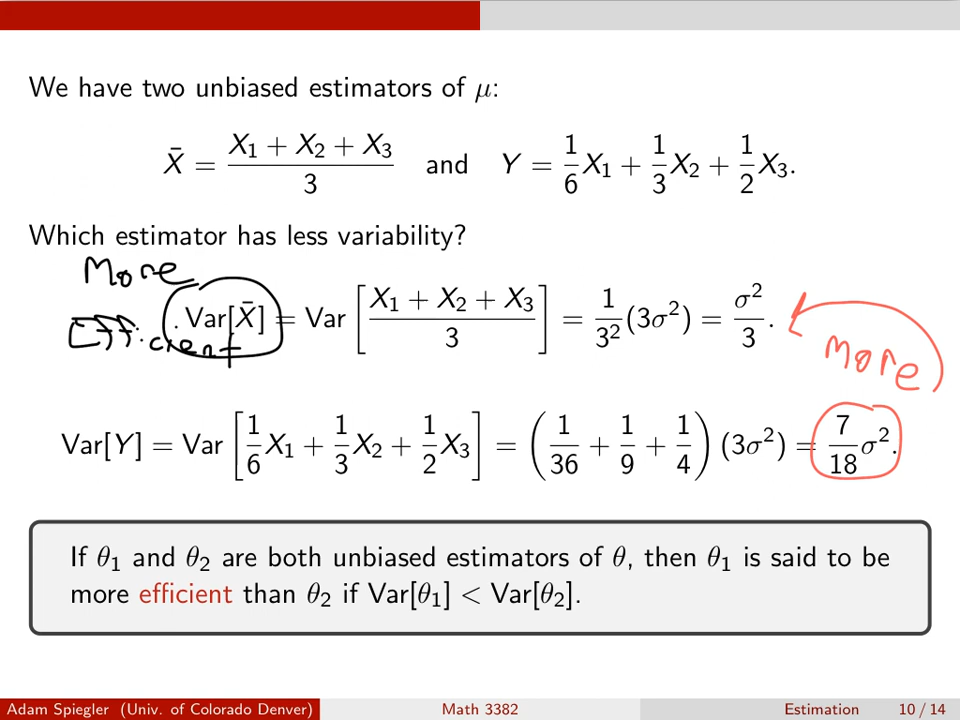 We have two unbiased estimators of μ:
X̄ = (X₁ + X₂ + X₃)/3 and Y = 1/6 X₁ + 1/3 X₂ + 1/2 X₃.
Which estimator has less variability?
More
Efficient
. Var[X̄] = Var[(X₁ + X₂ + X₃)/3] = 1/3² (3σ²) = σ²/3.
more
Var[Y] = Var[1/6 X₁ + 1/3 X₂ + 1/2 X₃] = (1/36 + 1/9 + 1/4) (3σ²) = 7/18 σ².
If θ₁ and θ₂ are both unbiased estimators of θ, then θ₁ is said to be
more efficient than θ₂ if Var[θ₁] < Var[θ₂].
Adam Spiegler (Univ. of Colorado Denver) Math 3382 Estimation 10 / 14